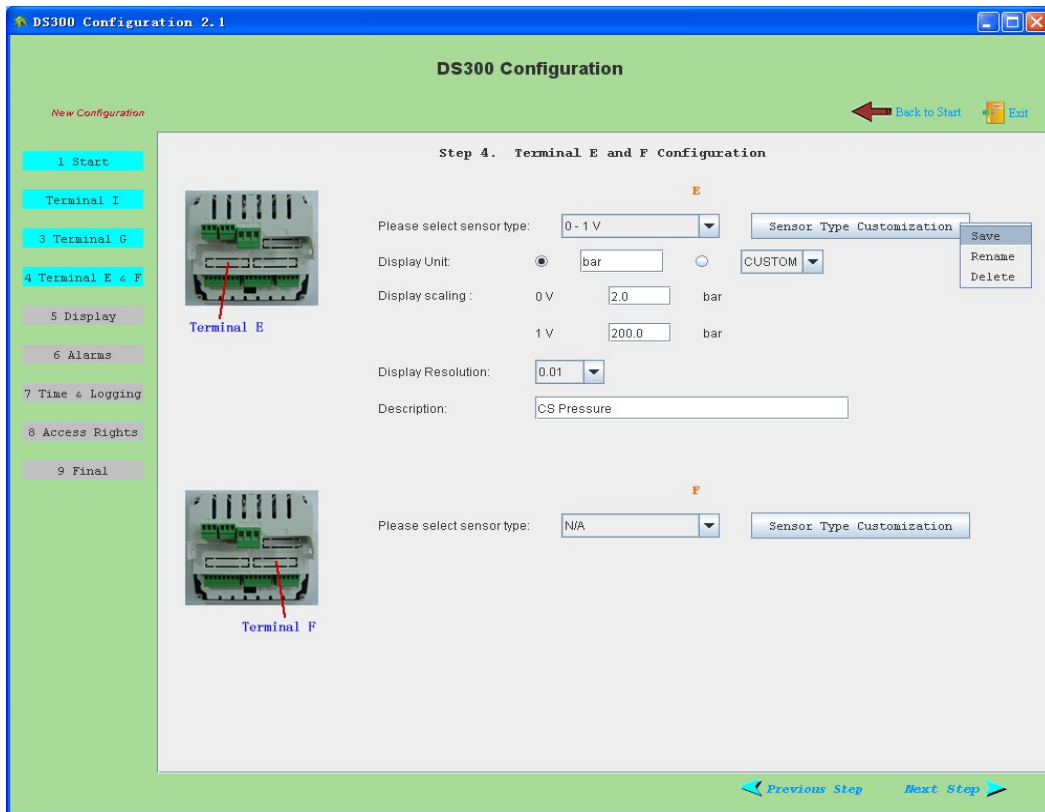 DS300 Configuration 2.1
DS300 Configuration
New Configuration
Back to Start
Exit
1 Start
Terminal I
3 Terminal G
4 Terminal E & F
5 Display
6 Alarms
7 Time & Logging
8 Access Rights
9 Final
Step 4. Terminal E and F Configuration
E
Please select sensor type: 0 - 1 V Sensor Type Customization
Save
Rename
Delete
Display Unit: bar CUSTOM
Display scaling : 0 V 2.0 bar
1 V 200.0 bar
Terminal E
Display Resolution: 0.01
Description: CS Pressure
F
Please select sensor type: N/A Sensor Type Customization
Terminal F
Previous Step Next Step